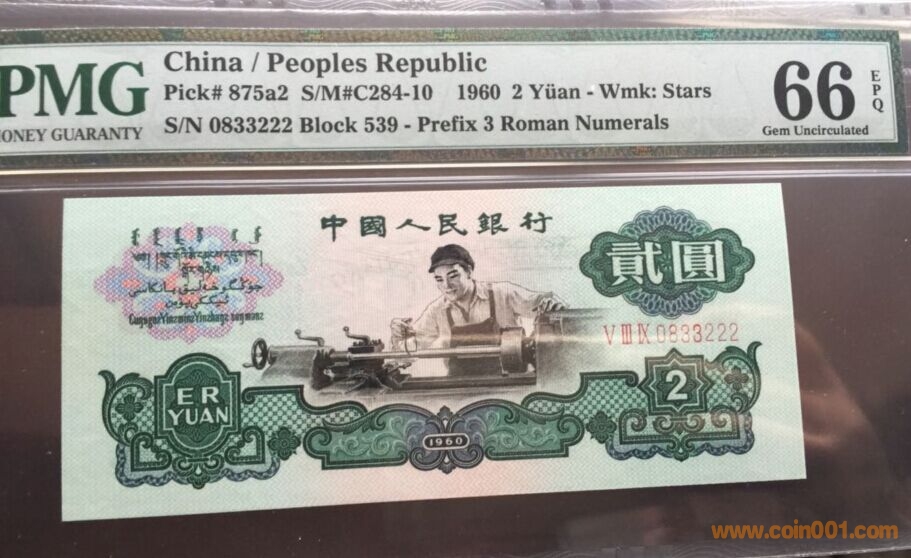 PMG
China / Peoples Republic
Pick# 875a2 S/M#C284-10 1960 2 Yüan - Wmk: Stars
MONEY GUARANTY
S/N 0833222 Block 539 - Prefix 3 Roman Numerals
66
EPQ
Gem Uncirculated
中國人民銀行
貳圓
V III IX 0833222
ER
YUAN
2
1960
www.coin001.com